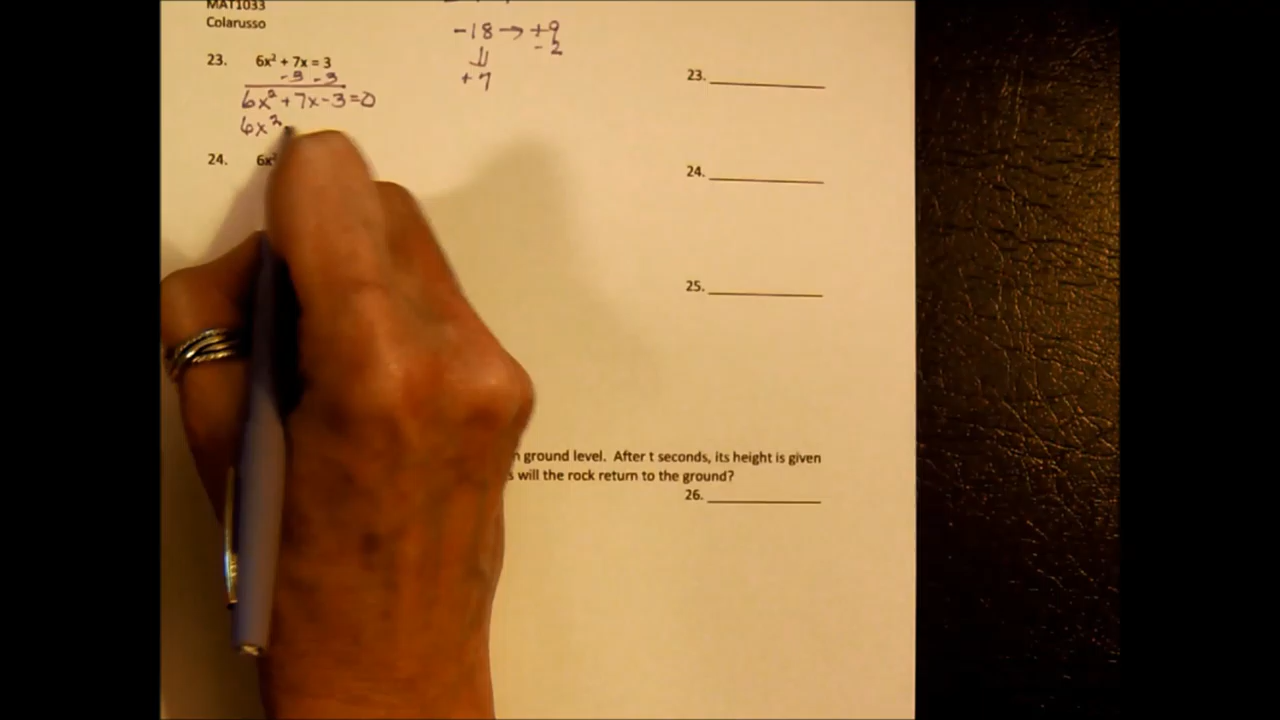 MAT1033
Colarusso
-18 → +9
-2
⇓
+7
23. 6x² + 7x = 3
-3 -3
6x² + 7x - 3 = 0
6x²
23.
24. 6x
24.
25.
ground level. After t seconds, its height is given
will the rock return to the ground?
26.